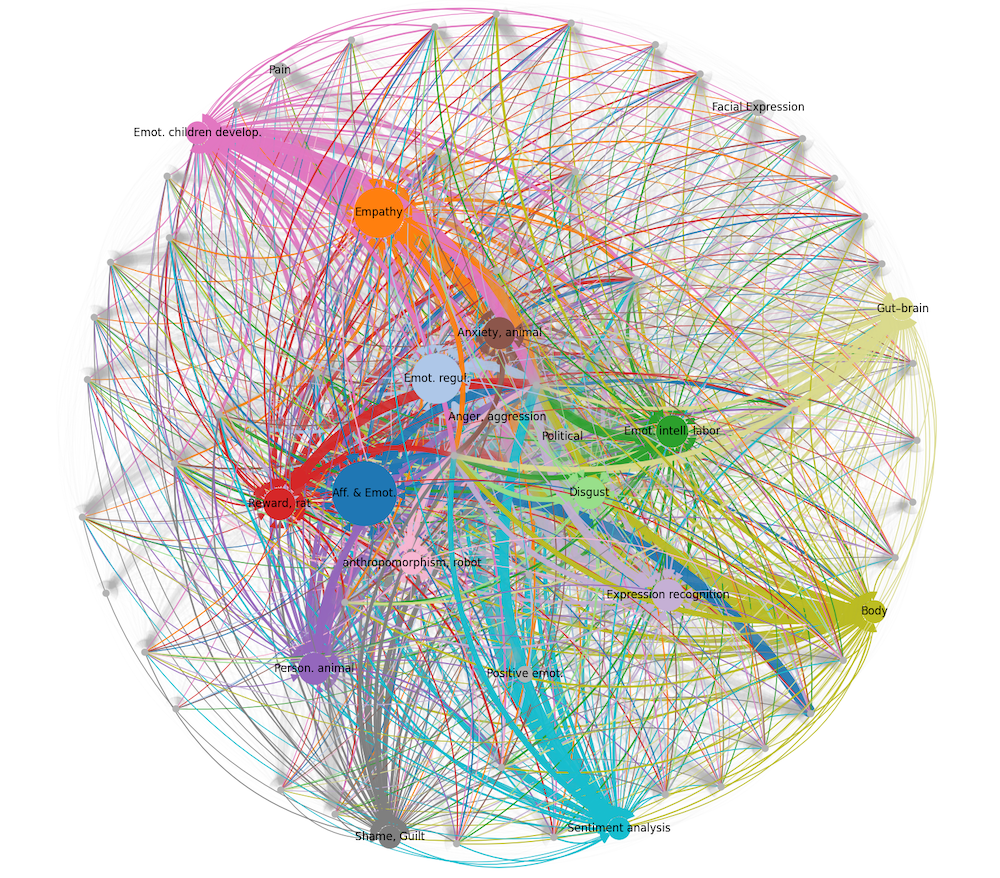 Pain
Facial Expression
Emot. children develop.
Empathy
Gut–brain
Anxiety, animal
Emot. regul.
Anger, aggression
Political
Emot. intell, labor
Aff. & Emot.
Disgust
Reward, rat
anthropomorphism, robot
Expression recognition
Body
Person. animal
Positive emot.
Sentiment analysis
Shame, Guilt